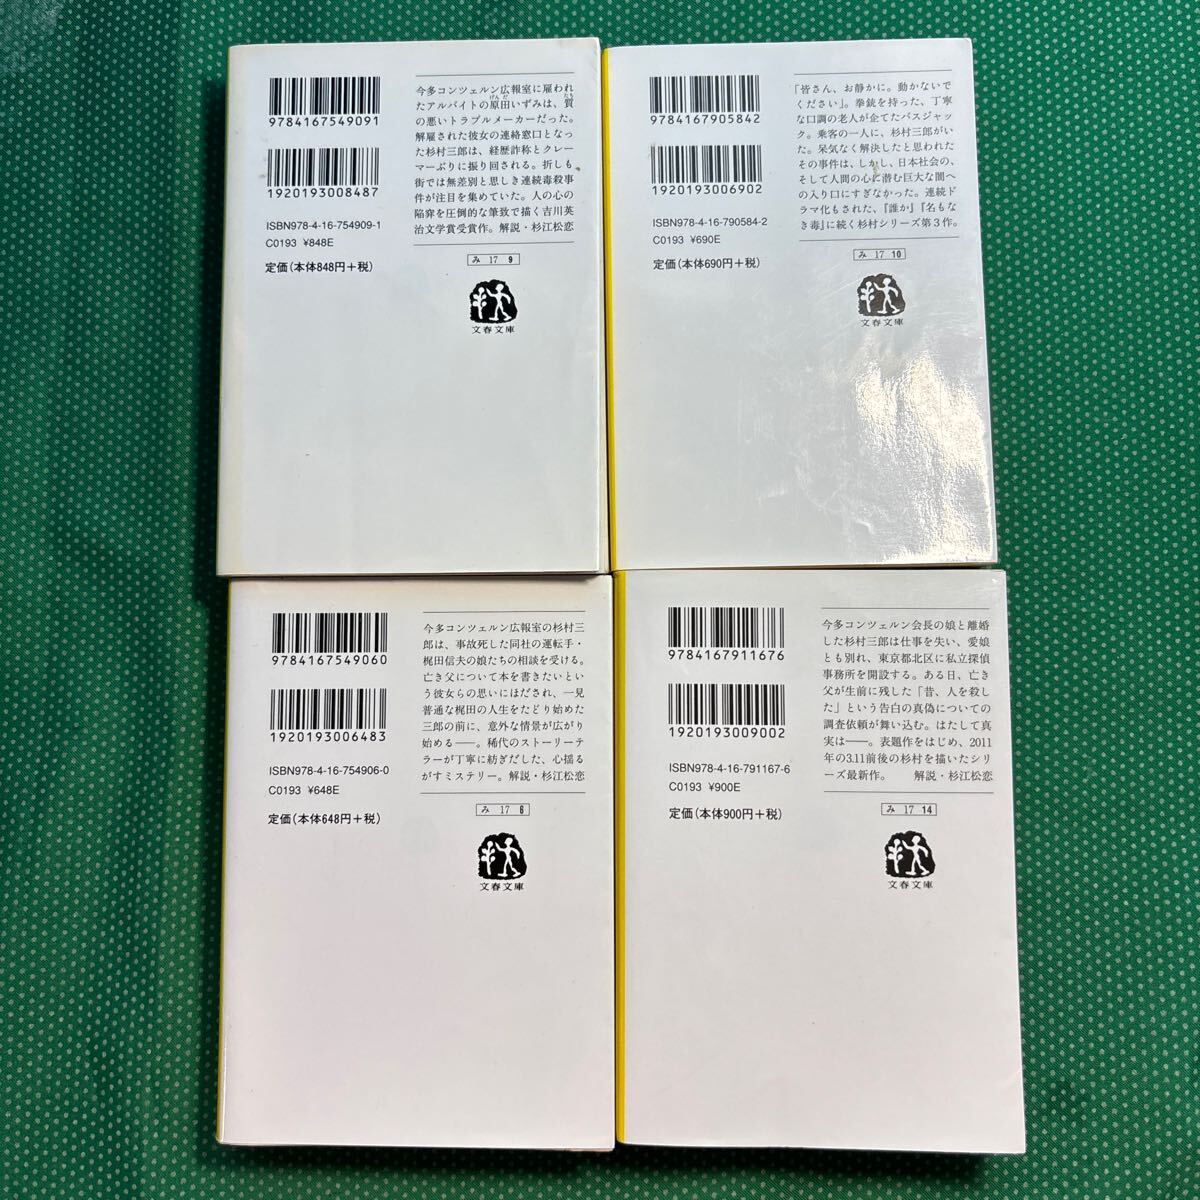 9784167549091
1920193008487
ISBN978-4-16-754909-1
C0193 ¥848E
定価(本体848円+税)
今多コンツェルン広報室に雇われ
たアルバイトの原田いずみは、質
げんだ
たち
の悪いトラブルメーカーだった。
解雇された彼女の連絡窓口となっ
た杉村三郎は、経歴詐称とクレー
マーぶりに振り回される。折しも
街では無差別と思しき連続毒殺事
件が注目を集めていた。人の心の
陥穽を圧倒的な筆致で描く吉川英
治文学賞受賞作。解説・杉江松恋
み 17 9
文春文庫
9784167905842
1920193006902
ISBN978-4-16-790584-2
C0193 ¥690E
定価(本体690円+税)
「皆さん、お静かに。動かないで
ください」。拳銃を持った、丁寧
な口調の老人が企てたバスジャッ
ク。乗客の一人に、杉村三郎がい
た。呆気なく解決したと思われた
その事件は、しかし、日本社会の、
そして人間の心に潜む巨大な闇へ
の入り口にすぎなかった。連続ド
ラマ化もされた、『誰か』『名もな
き毒』に続く杉村シリーズ第3作。
み 17 10
文春文庫
9784167549060
1920193006483
ISBN978-4-16-754906-0
C0193 ¥648E
定価(本体648円+税)
今多コンツェルン広報室の杉村三
郎は、事故死した同社の運転手・
梶田信夫の娘たちの相談を受ける。
亡き父について本を書きたいとい
う彼女らの思いにほだされ、一見
普通な梶田の人生をたどり始めた
三郎の前に、意外な情景が広がり
始める――。稀代のストーリーテ
ラーが丁寧に紡ぎだした、心揺る
がすミステリー。解説・杉江松恋
み 17 6
文春文庫
9784167911676
1920193009002
ISBN978-4-16-791167-6
C0193 ¥900E
定価(本体900円+税)
今多コンツェルン会長の娘と離婚
した杉村三郎は仕事を失い、愛娘
とも別れ、東京都北区に私立探偵
事務所を開設する。ある日、亡き
父が生前に残した「昔、人を殺し
た」という告白の真偽についての
調査依頼が舞い込む。はたして真
実は――。表題作をはじめ、2011
年の3.11前後の杉村を描いたシリ
ーズ最新作。 解説・杉江松恋
み 17 14
文春文庫